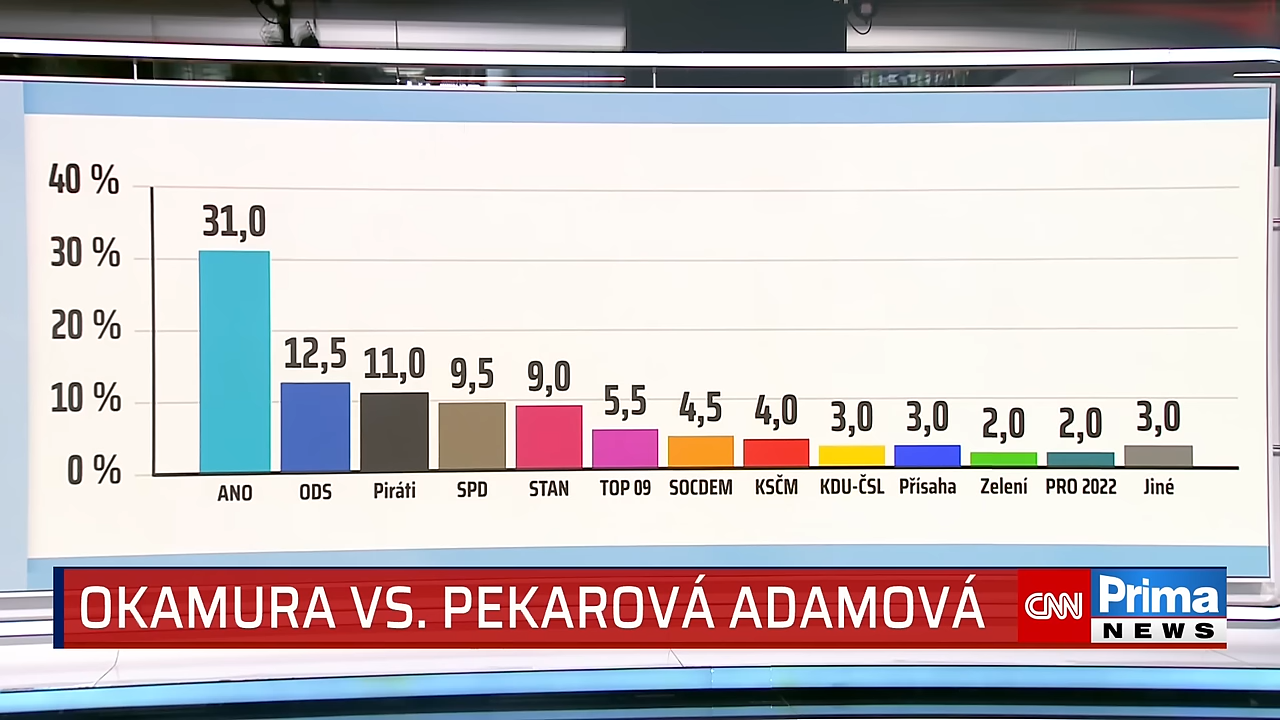 40 %
30 %
20 %
10 %
0 %
31,0
12,5
11,0
9,5
9,0
5,5
4,5
4,0
3,0
3,0
2,0
2,0
3,0
ANO
ODS
Piráti
SPD
STAN
TOP 09
SOCDEM
KSČM
KDU-ČSL
Přísaha
Zelení
PRO 2022
Jiné
OKAMURA VS. PEKAROVÁ ADAMOVÁ
CNN Prima
NEWS